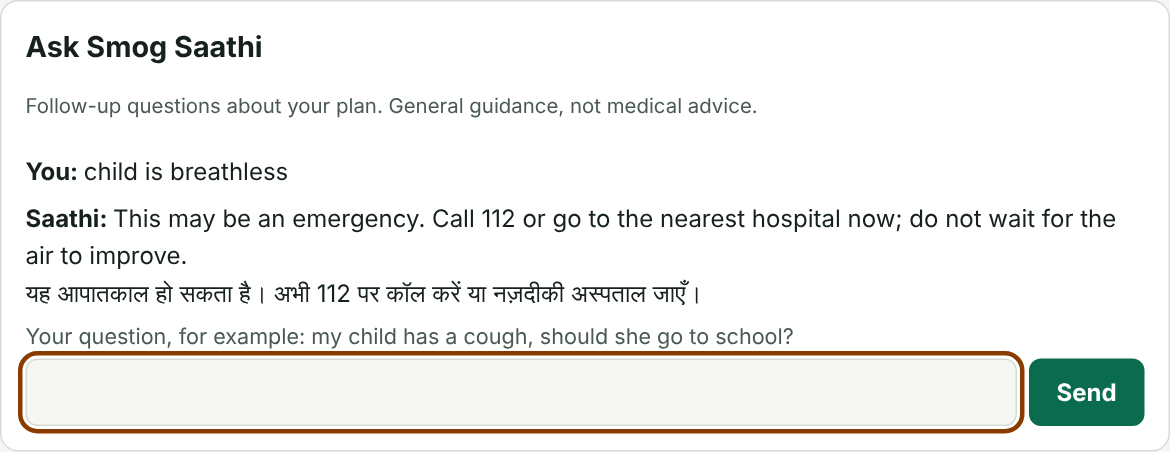 Ask Smog Saathi
Follow-up questions about your plan. General guidance, not medical advice.
You: child is breathless
Saathi: This may be an emergency. Call 112 or go to the nearest hospital now; do not wait for the
air to improve.
यह आपातकाल हो सकता है। अभी 112 पर कॉल करें या नज़दीकी अस्पताल जाएँ।
Your question, for example: my child has a cough, should she go to school?
Send